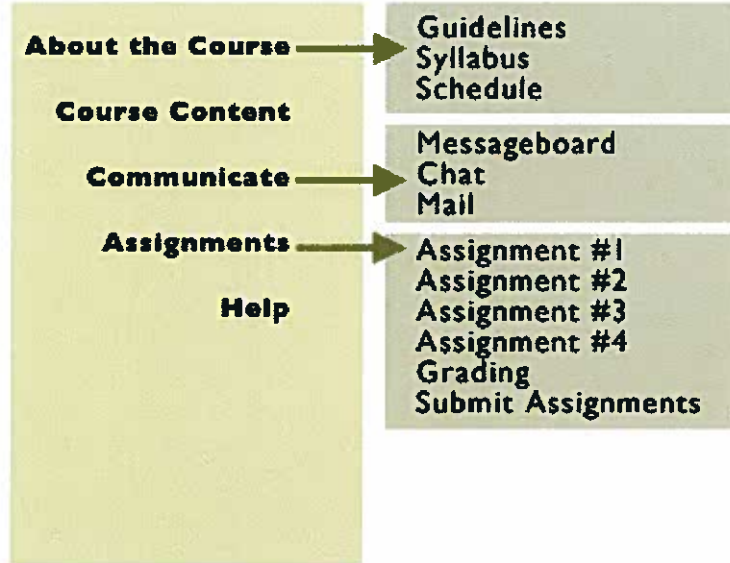 About the Course
Guidelines
Syllabus
Schedule
Course Content
Communicate
Messageboard
Chat
Mail
Assignments
Assignment #1
Assignment #2
Assignment #3
Assignment #4
Grading
Submit Assignments
Help